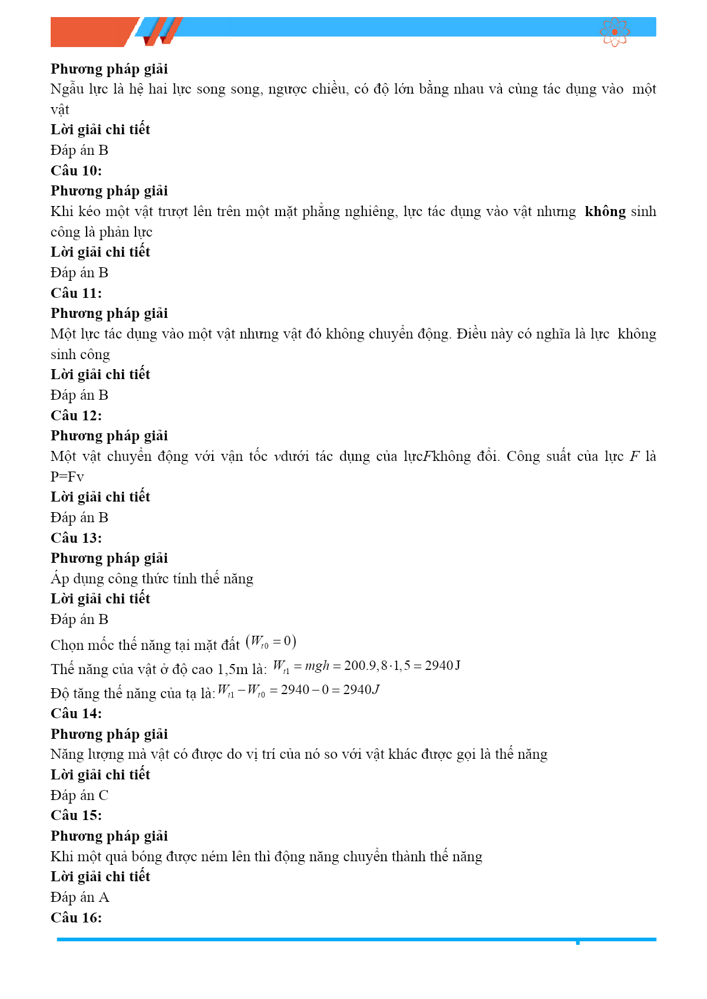 Phương pháp giải
Ngẫu lực là hệ hai lực song song, ngược chiều, có độ lớn bằng nhau và cùng tác dụng vào một
vật
Lời giải chi tiết
Đáp án B
Câu 10:
Phương pháp giải
Khi kéo một vật trượt lên trên một mặt phẳng nghiêng, lực tác dụng vào vật nhưng không sinh
công là phản lực
Lời giải chi tiết
Đáp án B
Câu 11:
Phương pháp giải
Một lực tác dụng vào một vật nhưng vật đó không chuyển động. Điều này có nghĩa là lực không
sinh công
Lời giải chi tiết
Đáp án B
Câu 12:
Phương pháp giải
Một vật chuyển động với vận tốc vdưới tác dụng của lựcFkhông đổi. Công suất của lực F là
P=Fv
Lời giải chi tiết
Đáp án B
Câu 13:
Phương pháp giải
Áp dụng công thức tính thế năng
Lời giải chi tiết
Đáp án B
Chọn mốc thế năng tại mặt đất (W_{t0} = 0)
Thế năng của vật ở độ cao 1,5m là: W_{t1} = mgh = 200.9,8·1,5 = 2940 J
Độ tăng thế năng của tạ là: W_{t1} − W_{t0} = 2940 − 0 = 2940J
Câu 14:
Phương pháp giải
Năng lượng mà vật có được do vị trí của nó so với vật khác được gọi là thế năng
Lời giải chi tiết
Đáp án C
Câu 15:
Phương pháp giải
Khi một quả bóng được ném lên thì động năng chuyển thành thế năng
Lời giải chi tiết
Đáp án A
Câu 16: